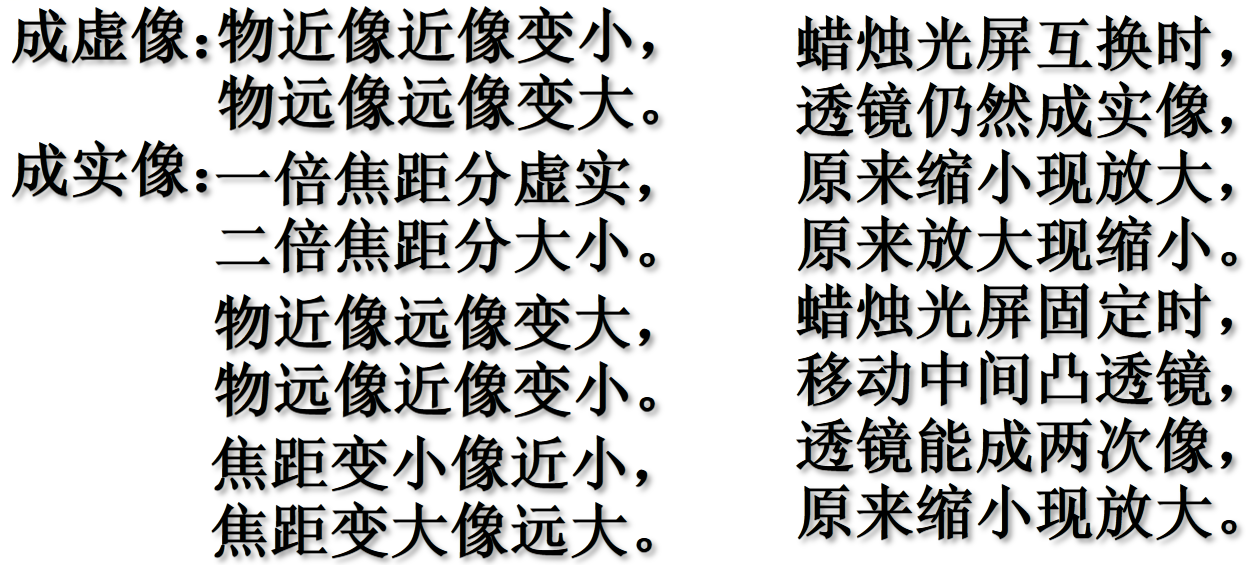 成虚像:物近像近像变小，
物远像远像变大。
成实像:一倍焦距分虚实，
二倍焦距分大小。
物近像远像变大，
物远像近像变小。
焦距变小像近小，
焦距变大像远大。
蜡烛光屏互换时，
透镜仍然成实像，
原来缩小现放大，
原来放大现缩小。
蜡烛光屏固定时，
移动中间凸透镜，
透镜能成两次像，
原来缩小现放大。